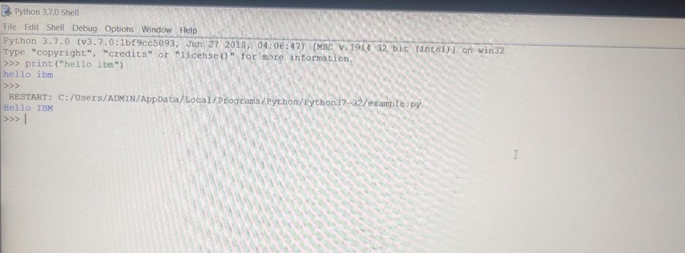 Python 3.7.0 Shell
File Edit Shell Debug Options Window Help
Python 3.7.0 (v3.7.0:1bf9cc5093, Jun 27 2018, 04:06:47) [MSC v.1914 32 bit (Intel)] on win32
Type "copyright", "credits" or "license()" for more information.
>>> print("hello ibm")
hello ibm
>>>
RESTART: C:/Users/ADMIN/AppData/Local/Programs/Python/Python37-32/example.py
Hello IBM
>>>